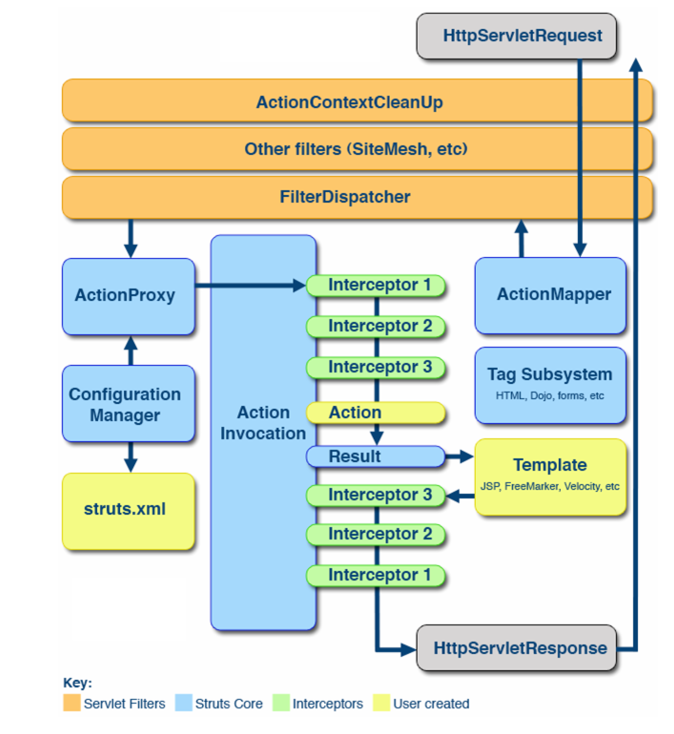 HttpServletRequest
ActionContextCleanUp
Other filters (SiteMesh, etc)
FilterDispatcher
ActionProxy
Interceptor 1
ActionMapper
Interceptor 2
Interceptor 3
Tag Subsystem
HTML, Dojo, forms, etc
Configuration
Manager
Action
Invocation
Action
Result
Template
JSP, FreeMarker, Velocity, etc
struts.xml
Interceptor 3
Interceptor 2
Interceptor 1
HttpServletResponse
Key:
Servlet Filters
Struts Core
Interceptors
User created